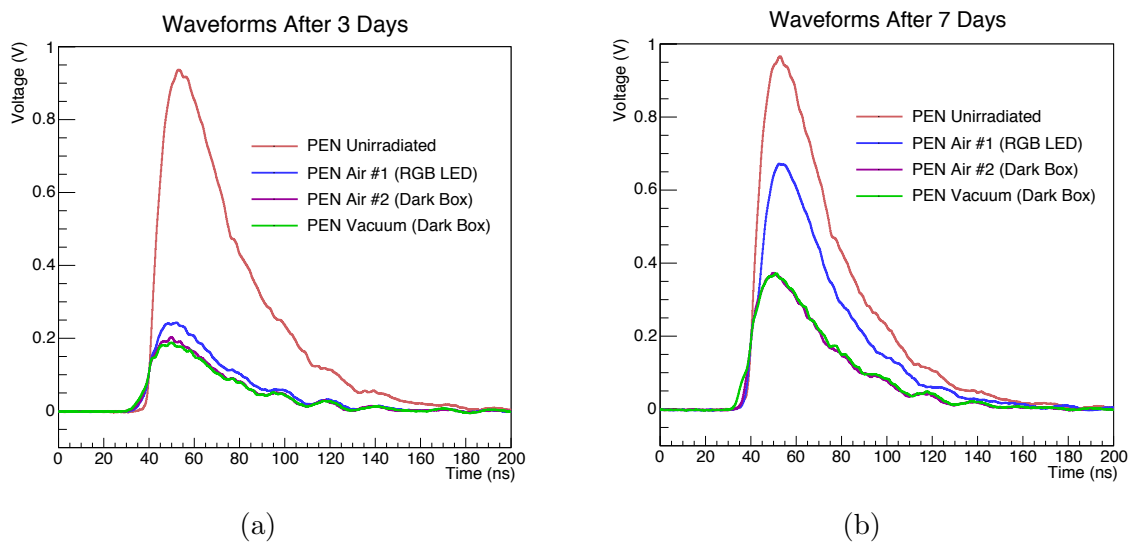 Waveforms After 3 Days
Voltage (V)
1
0.8
0.6
0.4
0.2
0
PEN Unirradiated
PEN Air #1 (RGB LED)
PEN Air #2 (Dark Box)
PEN Vacuum (Dark Box)
0 20 40 60 80 100 120 140 160 180 200
Time (ns)
(a)
Waveforms After 7 Days
Voltage (V)
1
0.8
0.6
0.4
0.2
0
PEN Unirradiated
PEN Air #1 (RGB LED)
PEN Air #2 (Dark Box)
PEN Vacuum (Dark Box)
0 20 40 60 80 100 120 140 160 180 200
Time (ns)
(b)